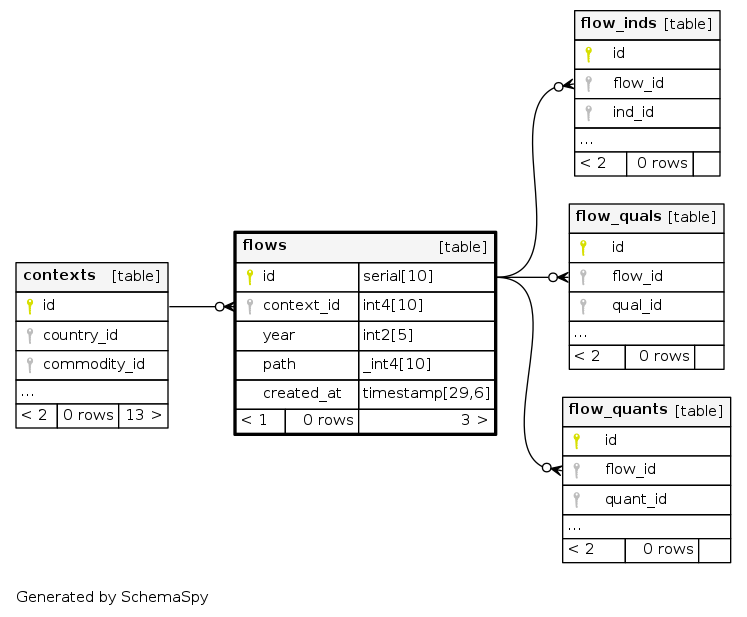 contexts [table]
id
country_id
commodity_id
...
< 2 0 rows 13 >
flows [table]
id serial[10]
context_id int4[10]
year int2[5]
path _int4[10]
created_at timestamp[29,6]
< 1 0 rows 3 >
flow_inds [table]
id
flow_id
ind_id
...
< 2 0 rows
flow_quals [table]
id
flow_id
qual_id
...
< 2 0 rows
flow_quants [table]
id
flow_id
quant_id
...
< 2 0 rows
Generated by SchemaSpy